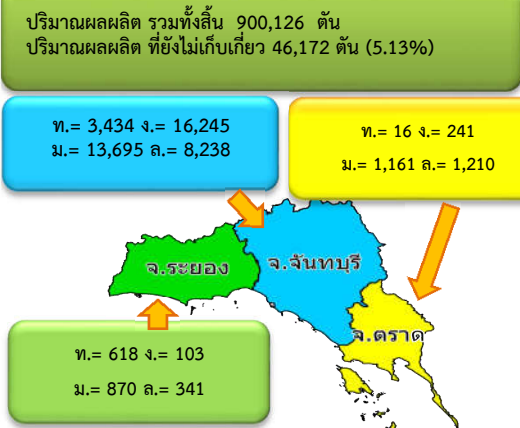 ปริมาณผลผลิต รวมทั้งสิ้น 900,126 ตัน
ปริมาณผลผลิต ที่ยังไม่เก็บเกี่ยว 46,172 ตัน (5.13%)
ท.= 3,434 ง.= 16,245
ม.= 13,695 ล.= 8,238
ท.= 16 ง.= 241
ม.= 1,161 ล.= 1,210
จ.ระยอง
จ.จันทบุรี
จ.ตราด
ท.= 618 ง.= 103
ม.= 870 ล.= 341